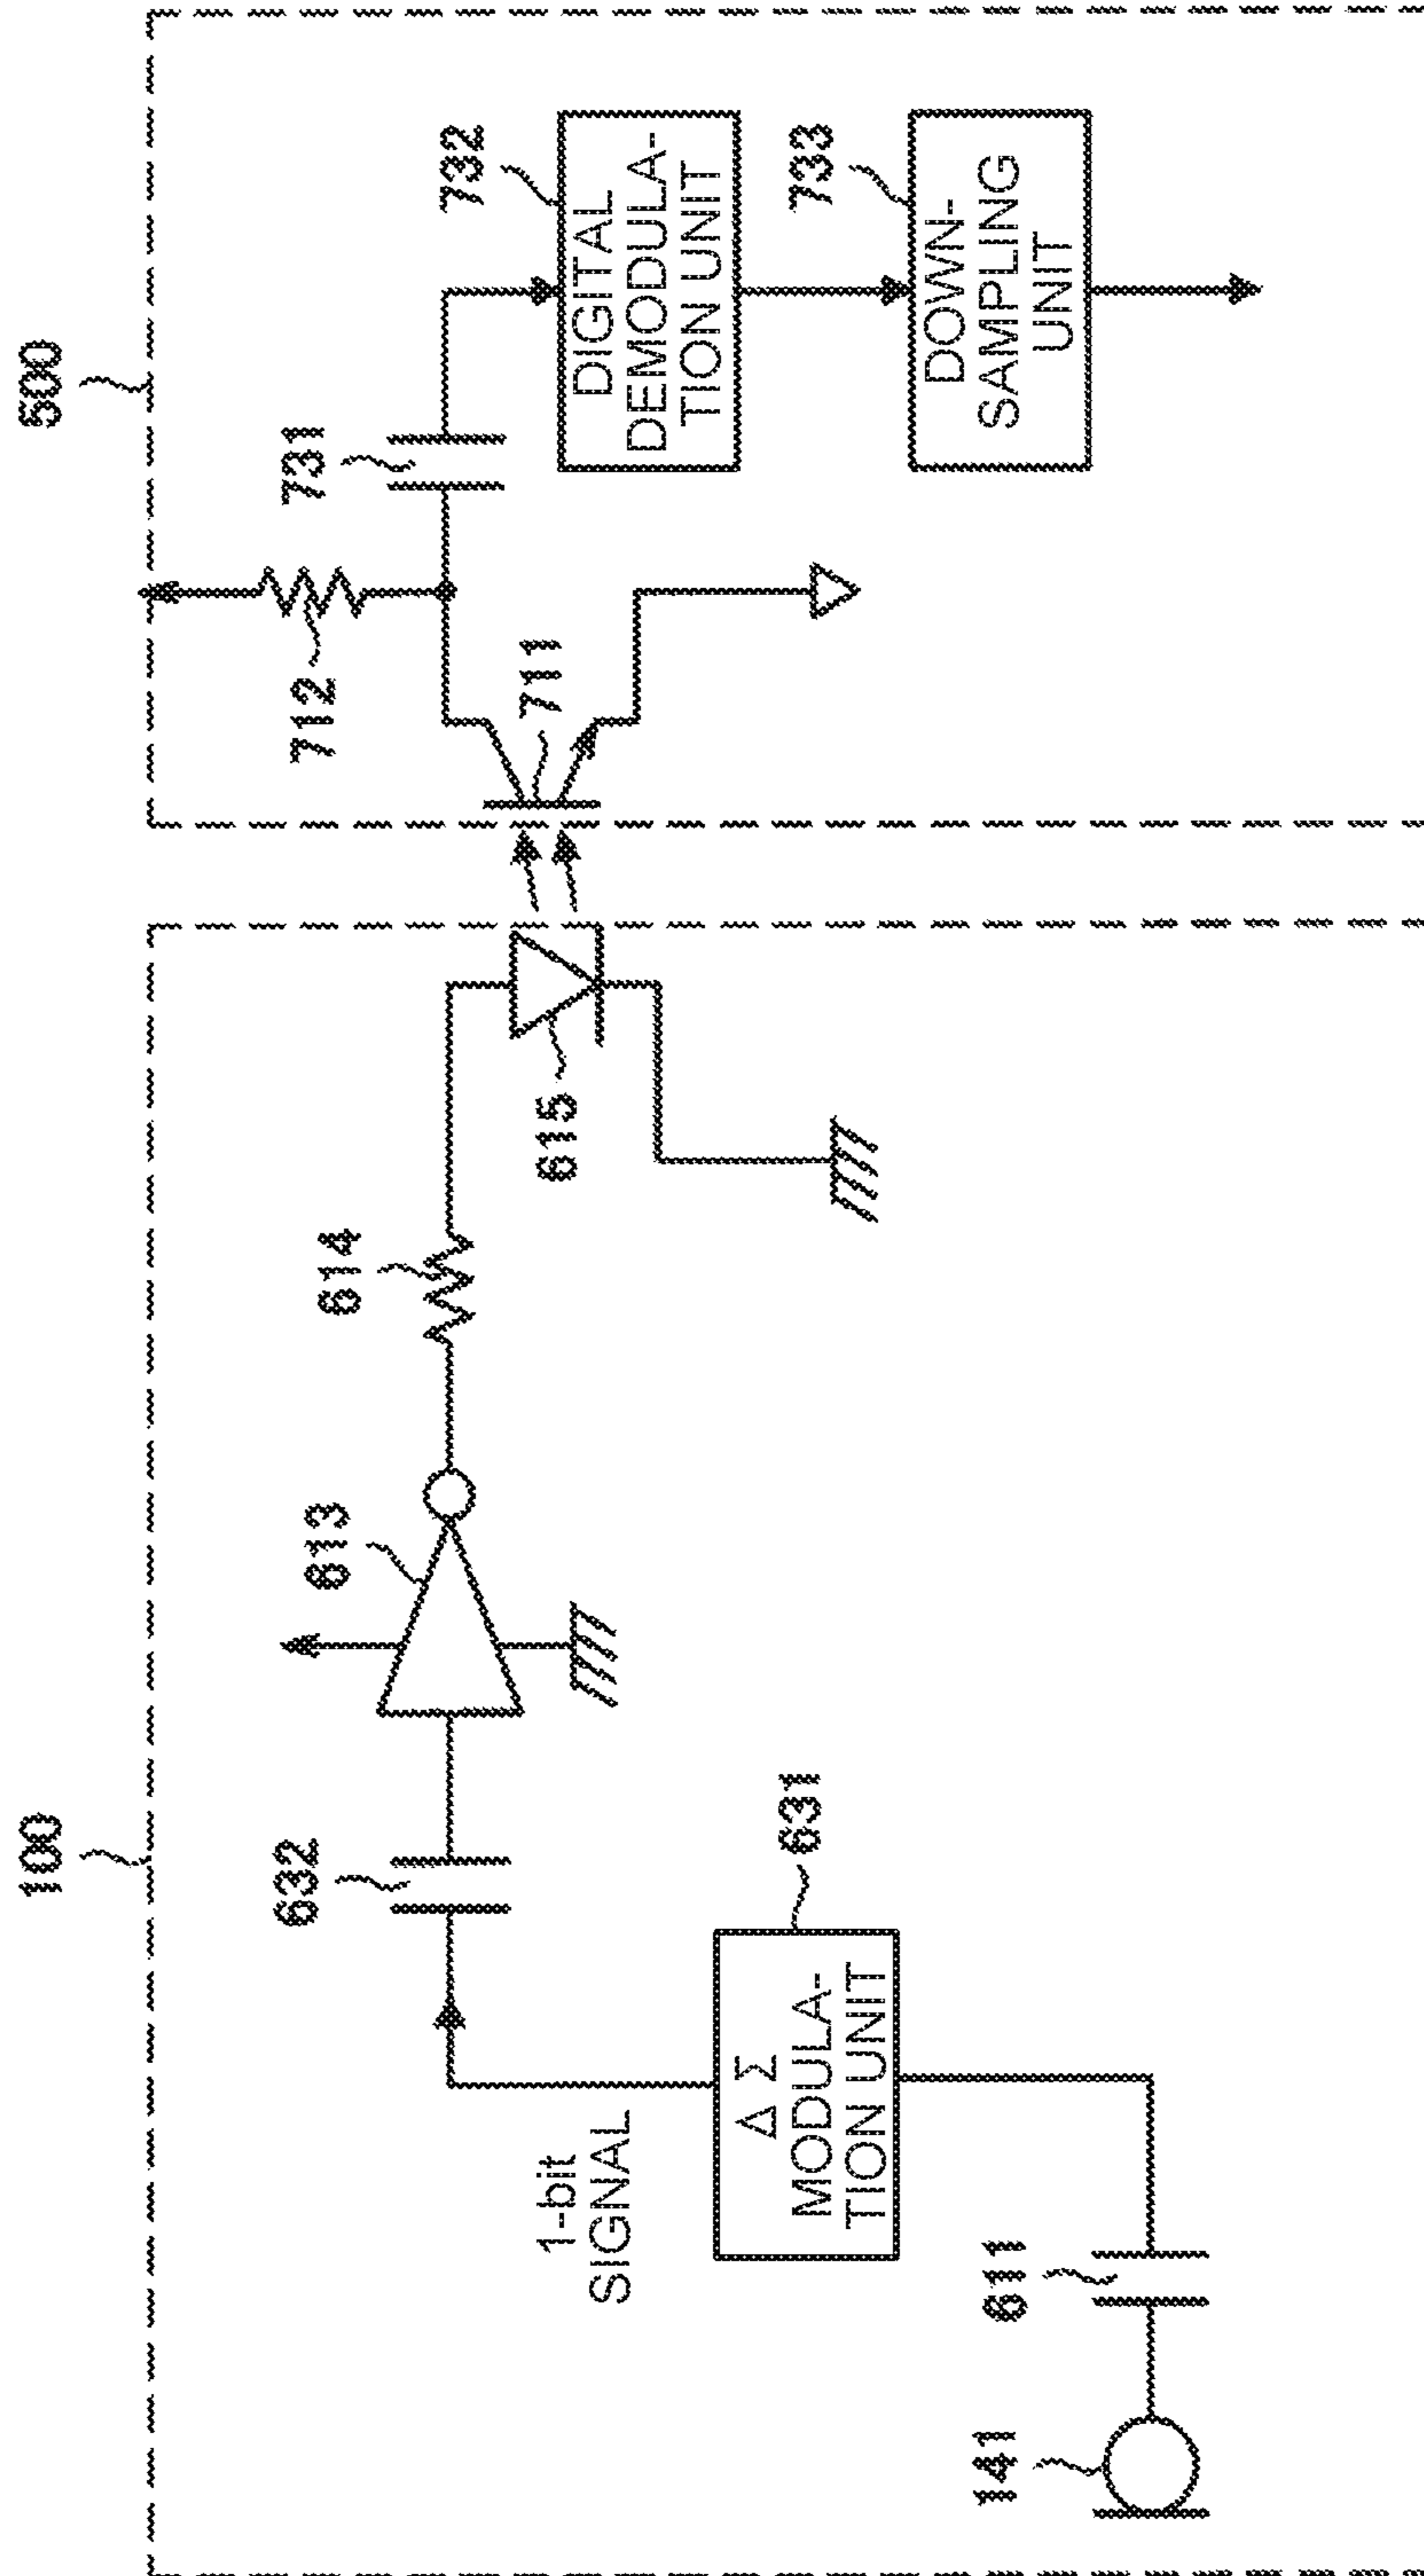 100
500
632
613
614
712
731
732
DIGITAL
DEMODULA-
TION UNIT
1-bit
SIGNAL
615
711
ΔΣ
MODULA-
TION UNIT
631
733
DOWN-
SAMPLING
UNIT
141
611